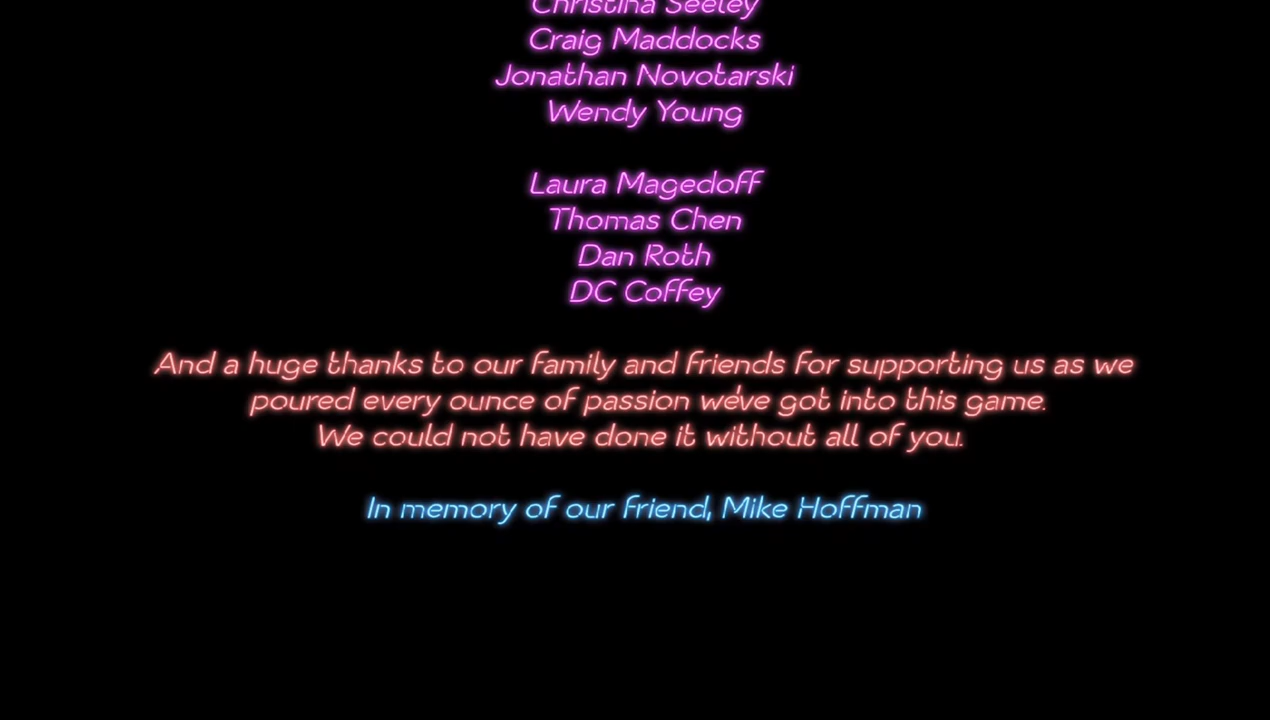 Christina Seeley
Craig Maddocks
Jonathan Novotarski
Wendy Young
Laura Magedoff
Thomas Chen
Dan Roth
DC Coffey
And a huge thanks to our family and friends for supporting us as we
poured every ounce of passion we've got into this game.
We could not have done it without all of you.
In memory of our friend, Mike Hoffman